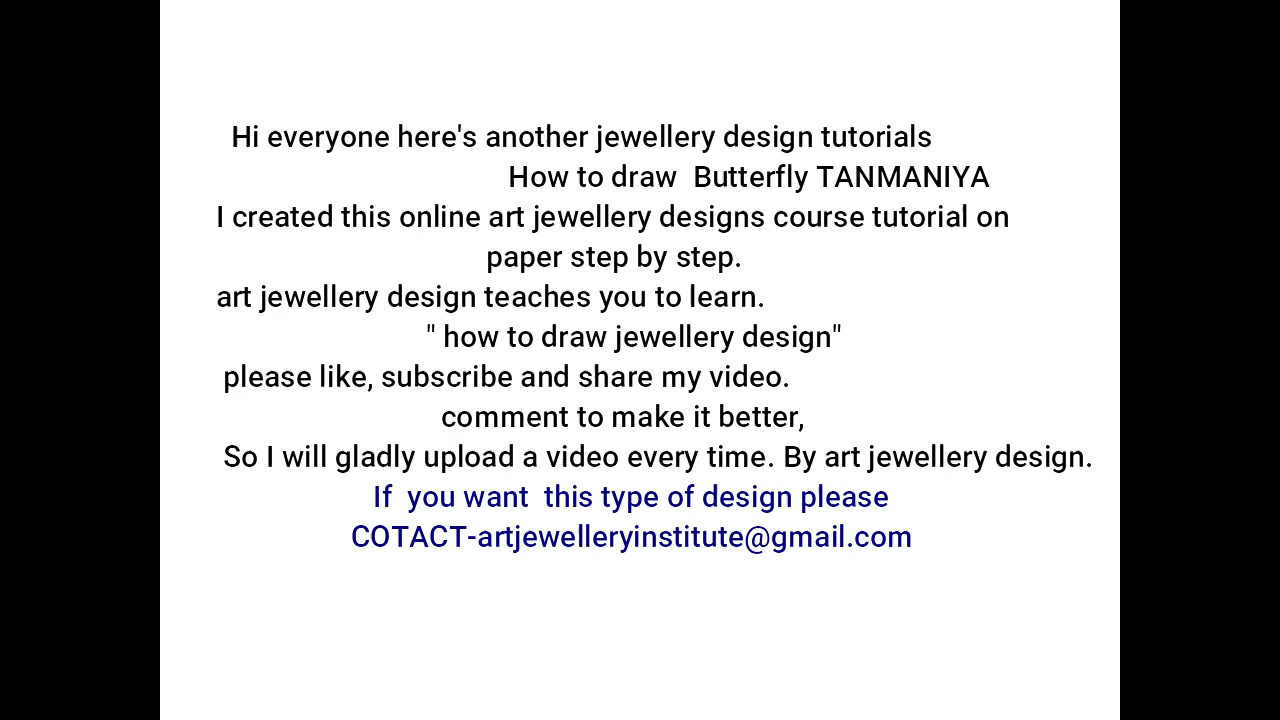 Hi everyone here's another jewellery design tutorials
How to draw  Butterfly TANMANIYA
I created this online art jewellery designs course tutorial on
paper step by step.
art jewellery design teaches you to learn.
" how to draw jewellery design"
please like, subscribe and share my video.
comment to make it better,
So I will gladly upload a video every time. By art jewellery design.
If  you want  this type of design please
COTACT-artjewelleryinstitute@gmail.com